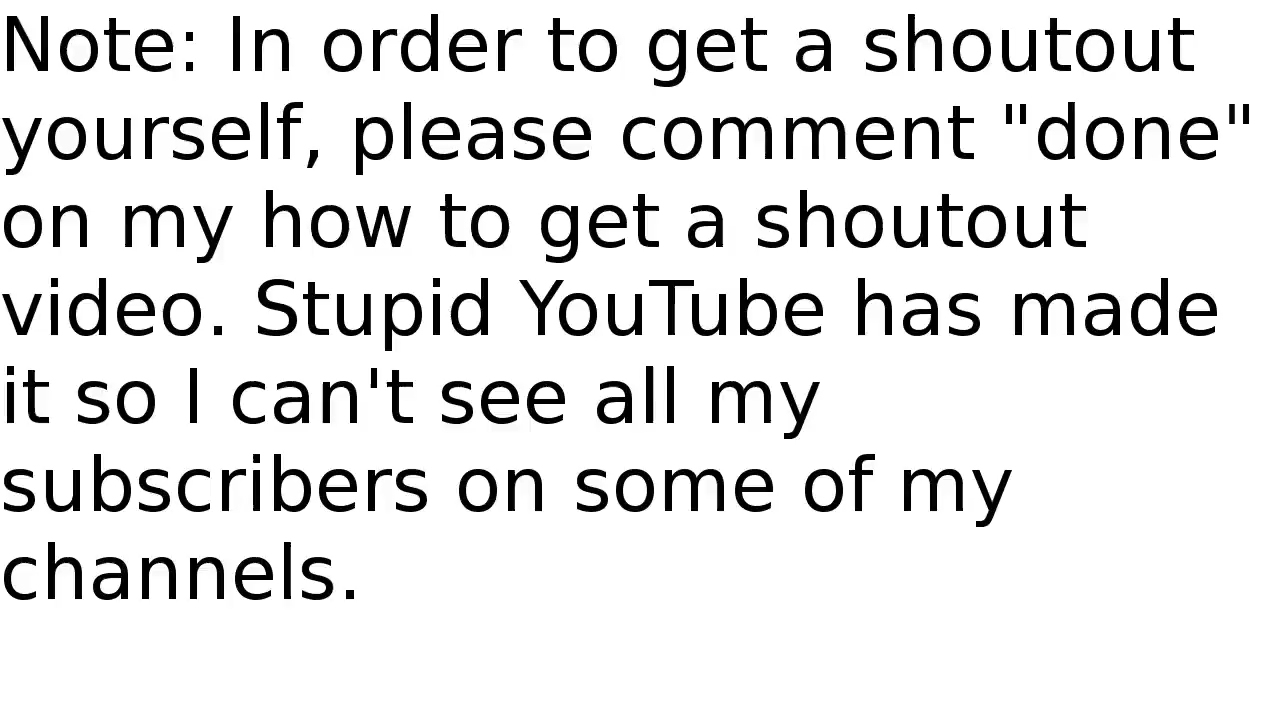 Note: In order to get a shoutout
yourself, please comment "done"
on my how to get a shoutout
video. Stupid YouTube has made
it so I can't see all my
subscribers on some of my
channels.